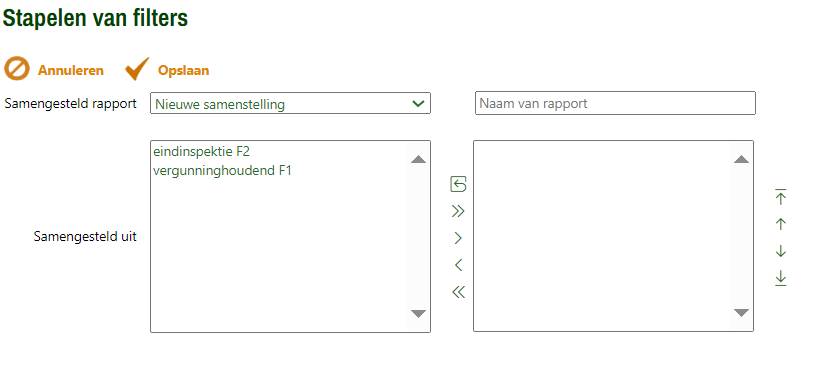 Stapelen van filters
Annuleren Opslaan
Samengesteld rapport Nieuwe samenstelling Naam van rapport
eindinspektie F2
vergunninghoudend F1
Samengesteld uit